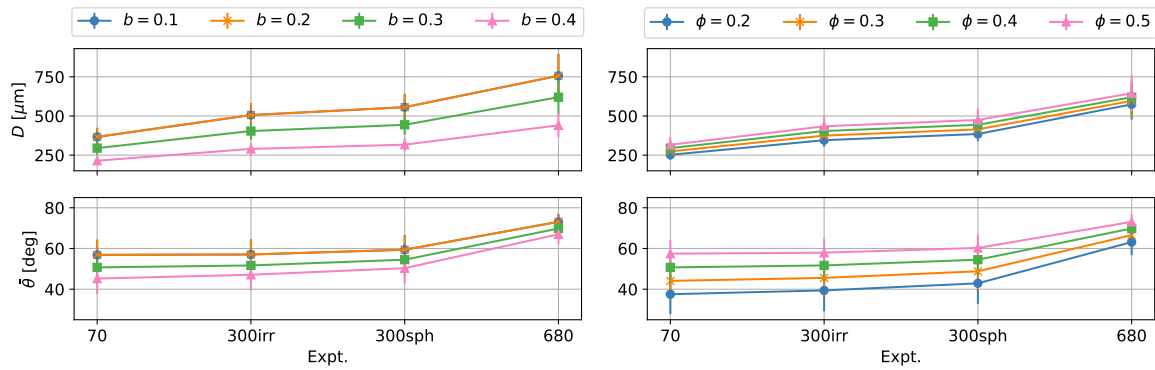 b = 0.1 b = 0.2 b = 0.3 b = 0.4
ϕ = 0.2 ϕ = 0.3 ϕ = 0.4 ϕ = 0.5
D [μm]
750
500
250
750
500
250
θ̄ [deg]
80
60
40
80
60
40
70 300irr 300sph 680
70 300irr 300sph 680
Expt.
Expt.